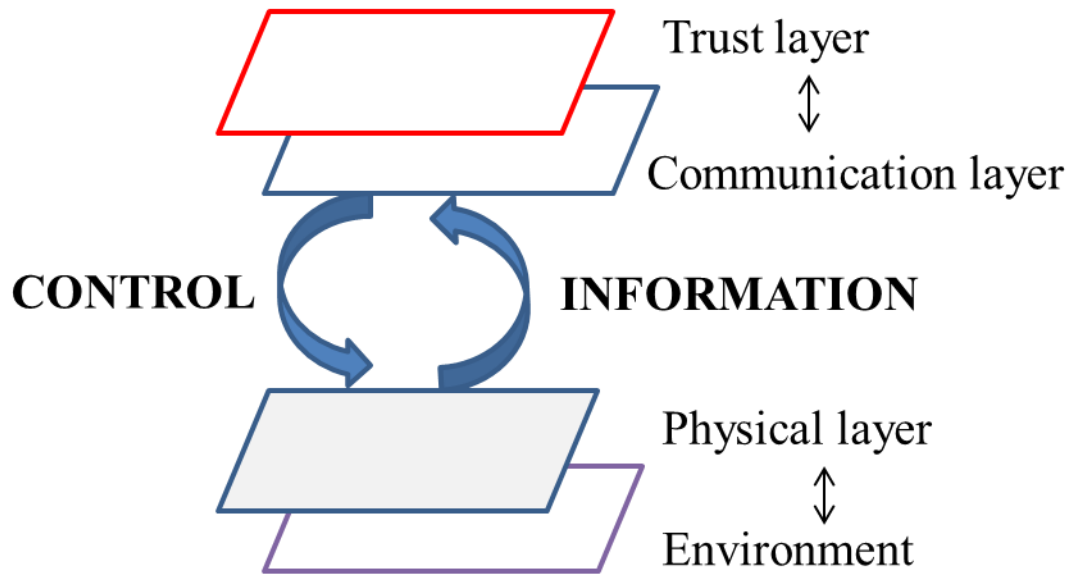 Trust layer
Communication layer
CONTROL
INFORMATION
Physical layer
Environment